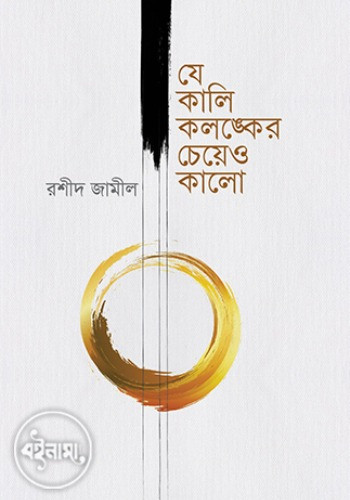 যে
কালি
কলঙ্কের
চেয়েও
কালো
রশীদ জামীল
বইনামা